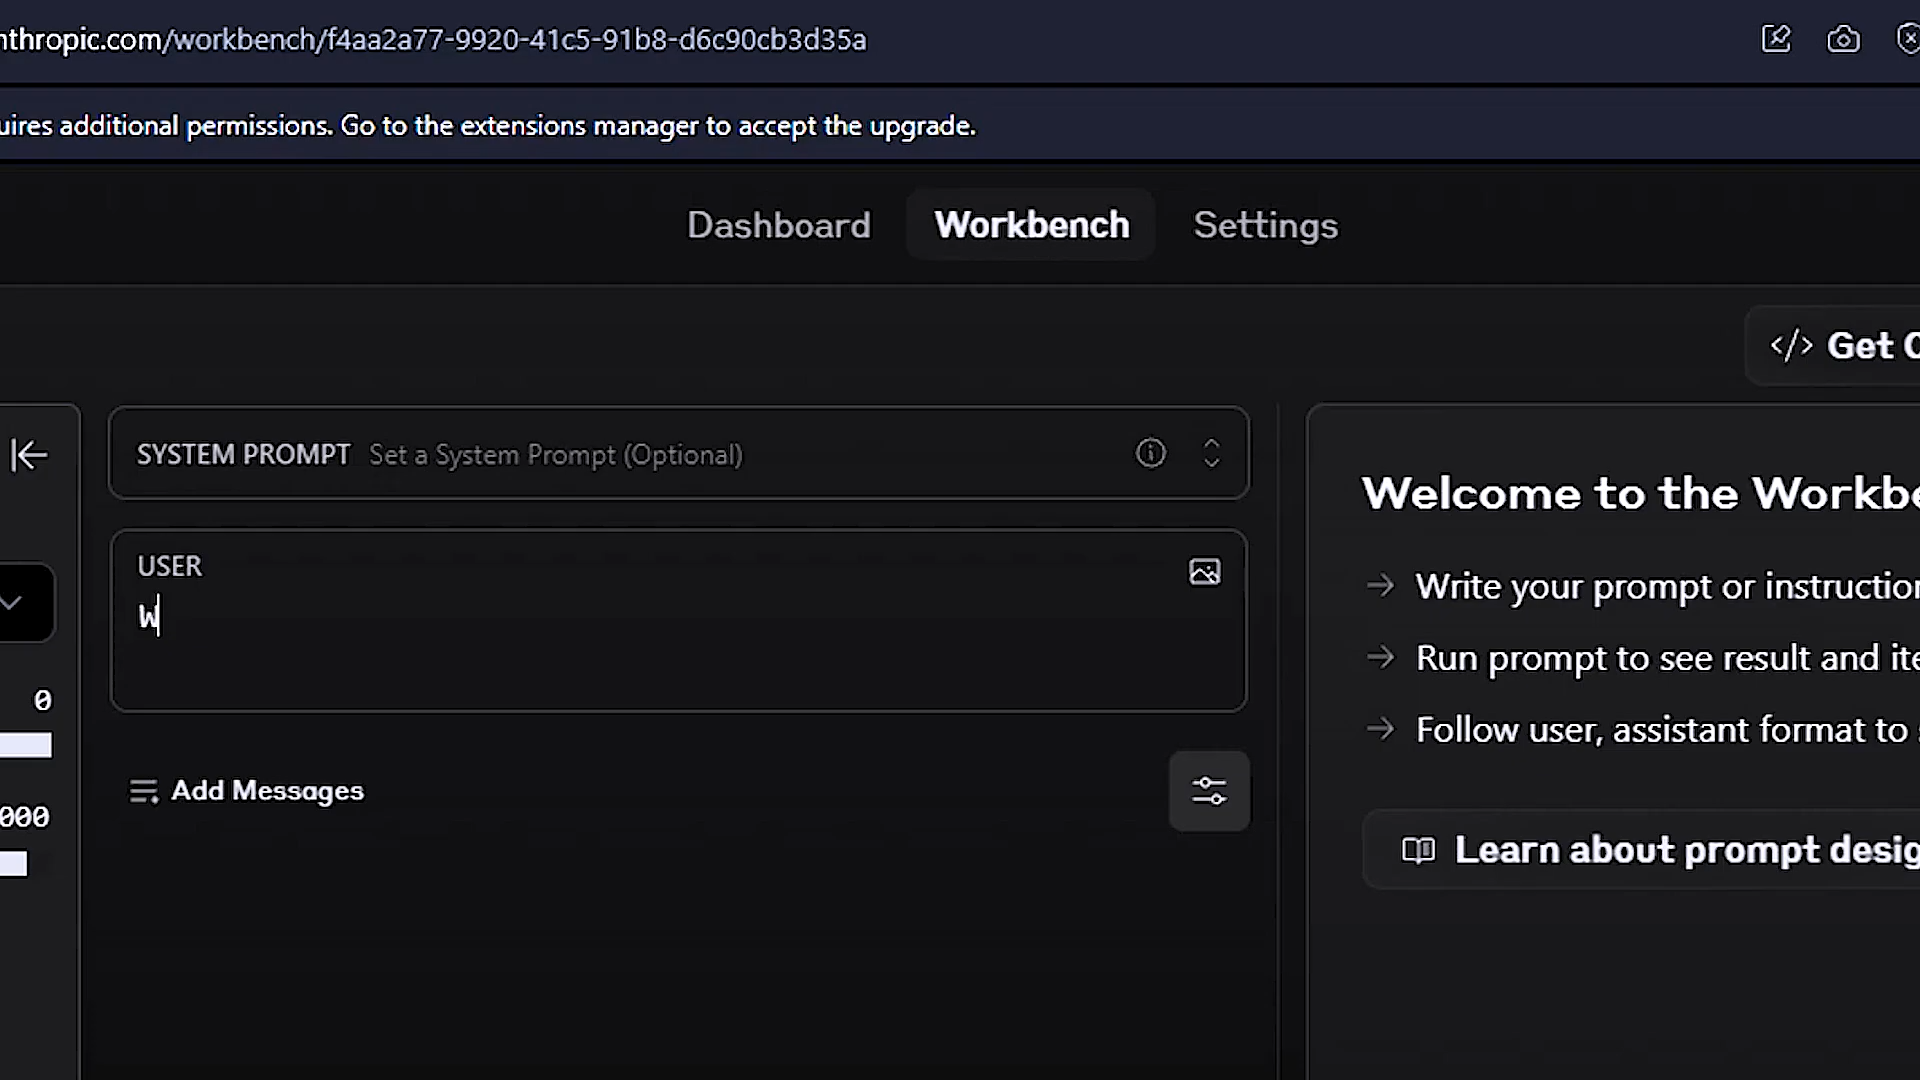 nthropic.com/workbench/f4aa2a77-9920-41c5-91b8-d6c90cb3d35a
uires additional permissions. Go to the extensions manager to accept the upgrade.
Dashboard Workbench Settings
</> Get C
SYSTEM PROMPT Set a System Prompt (Optional)
Welcome to the Workbe
USER
W
Write your prompt or instruction
Run prompt to see result and ite
0
Follow user, assistant format to s
Add Messages
000
Learn about prompt desig